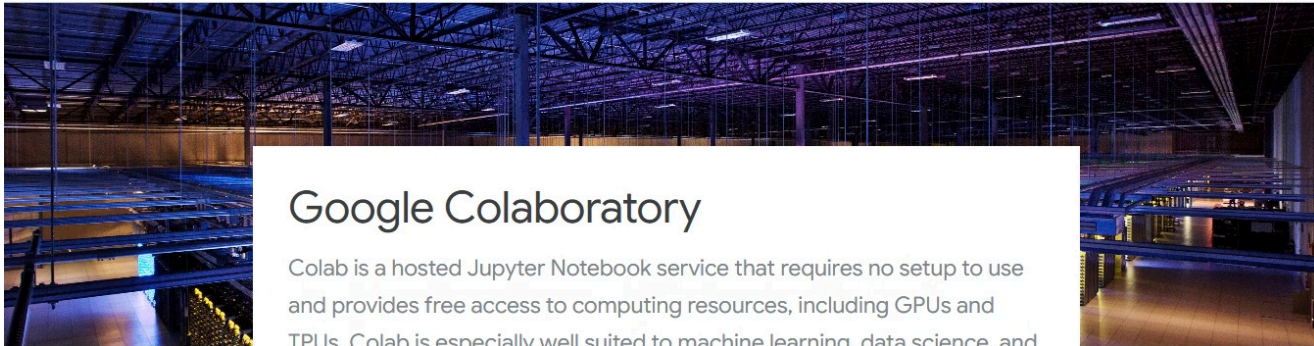 Google Colaboratory
Colab is a hosted Jupyter Notebook service that requires no setup to use
and provides free access to computing resources, including GPUs and
TPUs. Colab is especially well suited to machine learning, data science, and